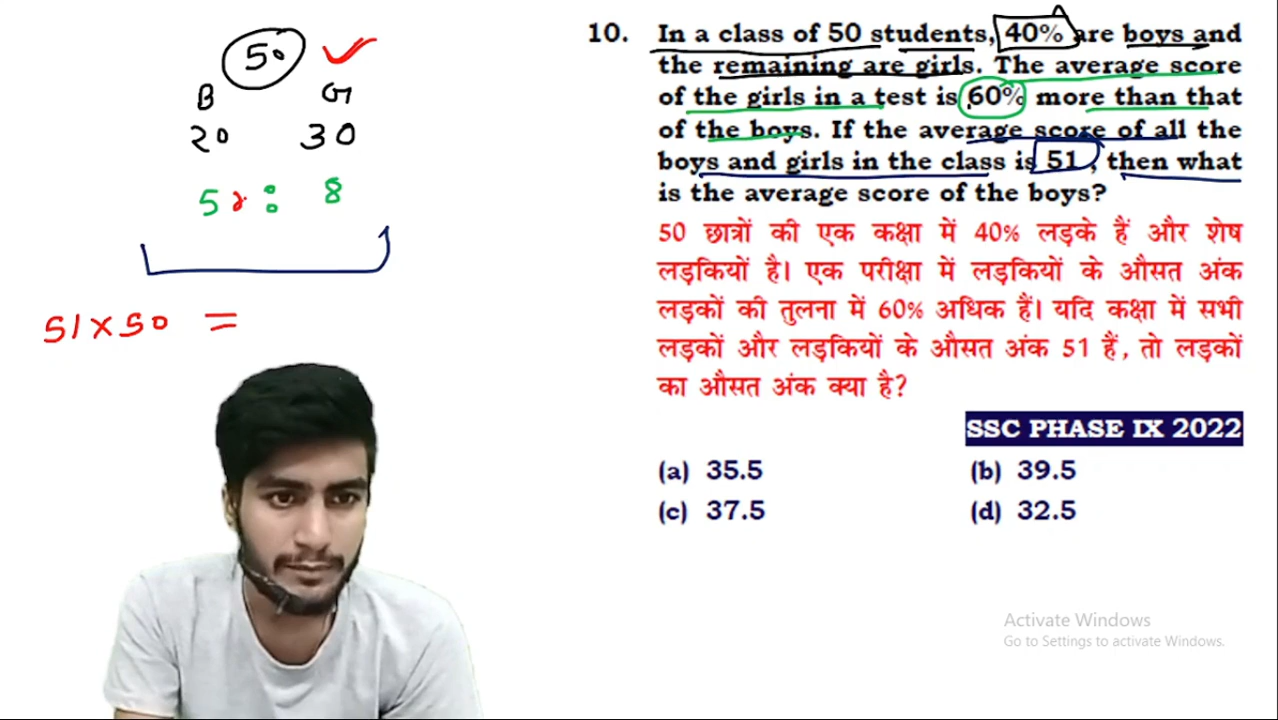 50
B G
20 30
5x : 8
51×50 =
10. In a class of 50 students, 40% are boys and
the remaining are girls. The average score
of the girls in a test is 60% more than that
of the boys. If the average score of all the
boys and girls in the class is 51, then what
is the average score of the boys?
50 छात्रों की एक कक्षा में 40% लड़के हैं और शेष
लड़कियों है। एक परीक्षा में लड़कियों के औसत अंक
लड़कों की तुलना में 60% अधिक हैं। यदि कक्षा में सभी
लड़कों और लड़कियों के औसत अंक 51 हैं, तो लड़कों
का औसत अंक क्या है?
SSC PHASE IX 2022
(a) 35.5 (b) 39.5
(c) 37.5 (d) 32.5
Activate Windows
Go to Settings to activate Windows.